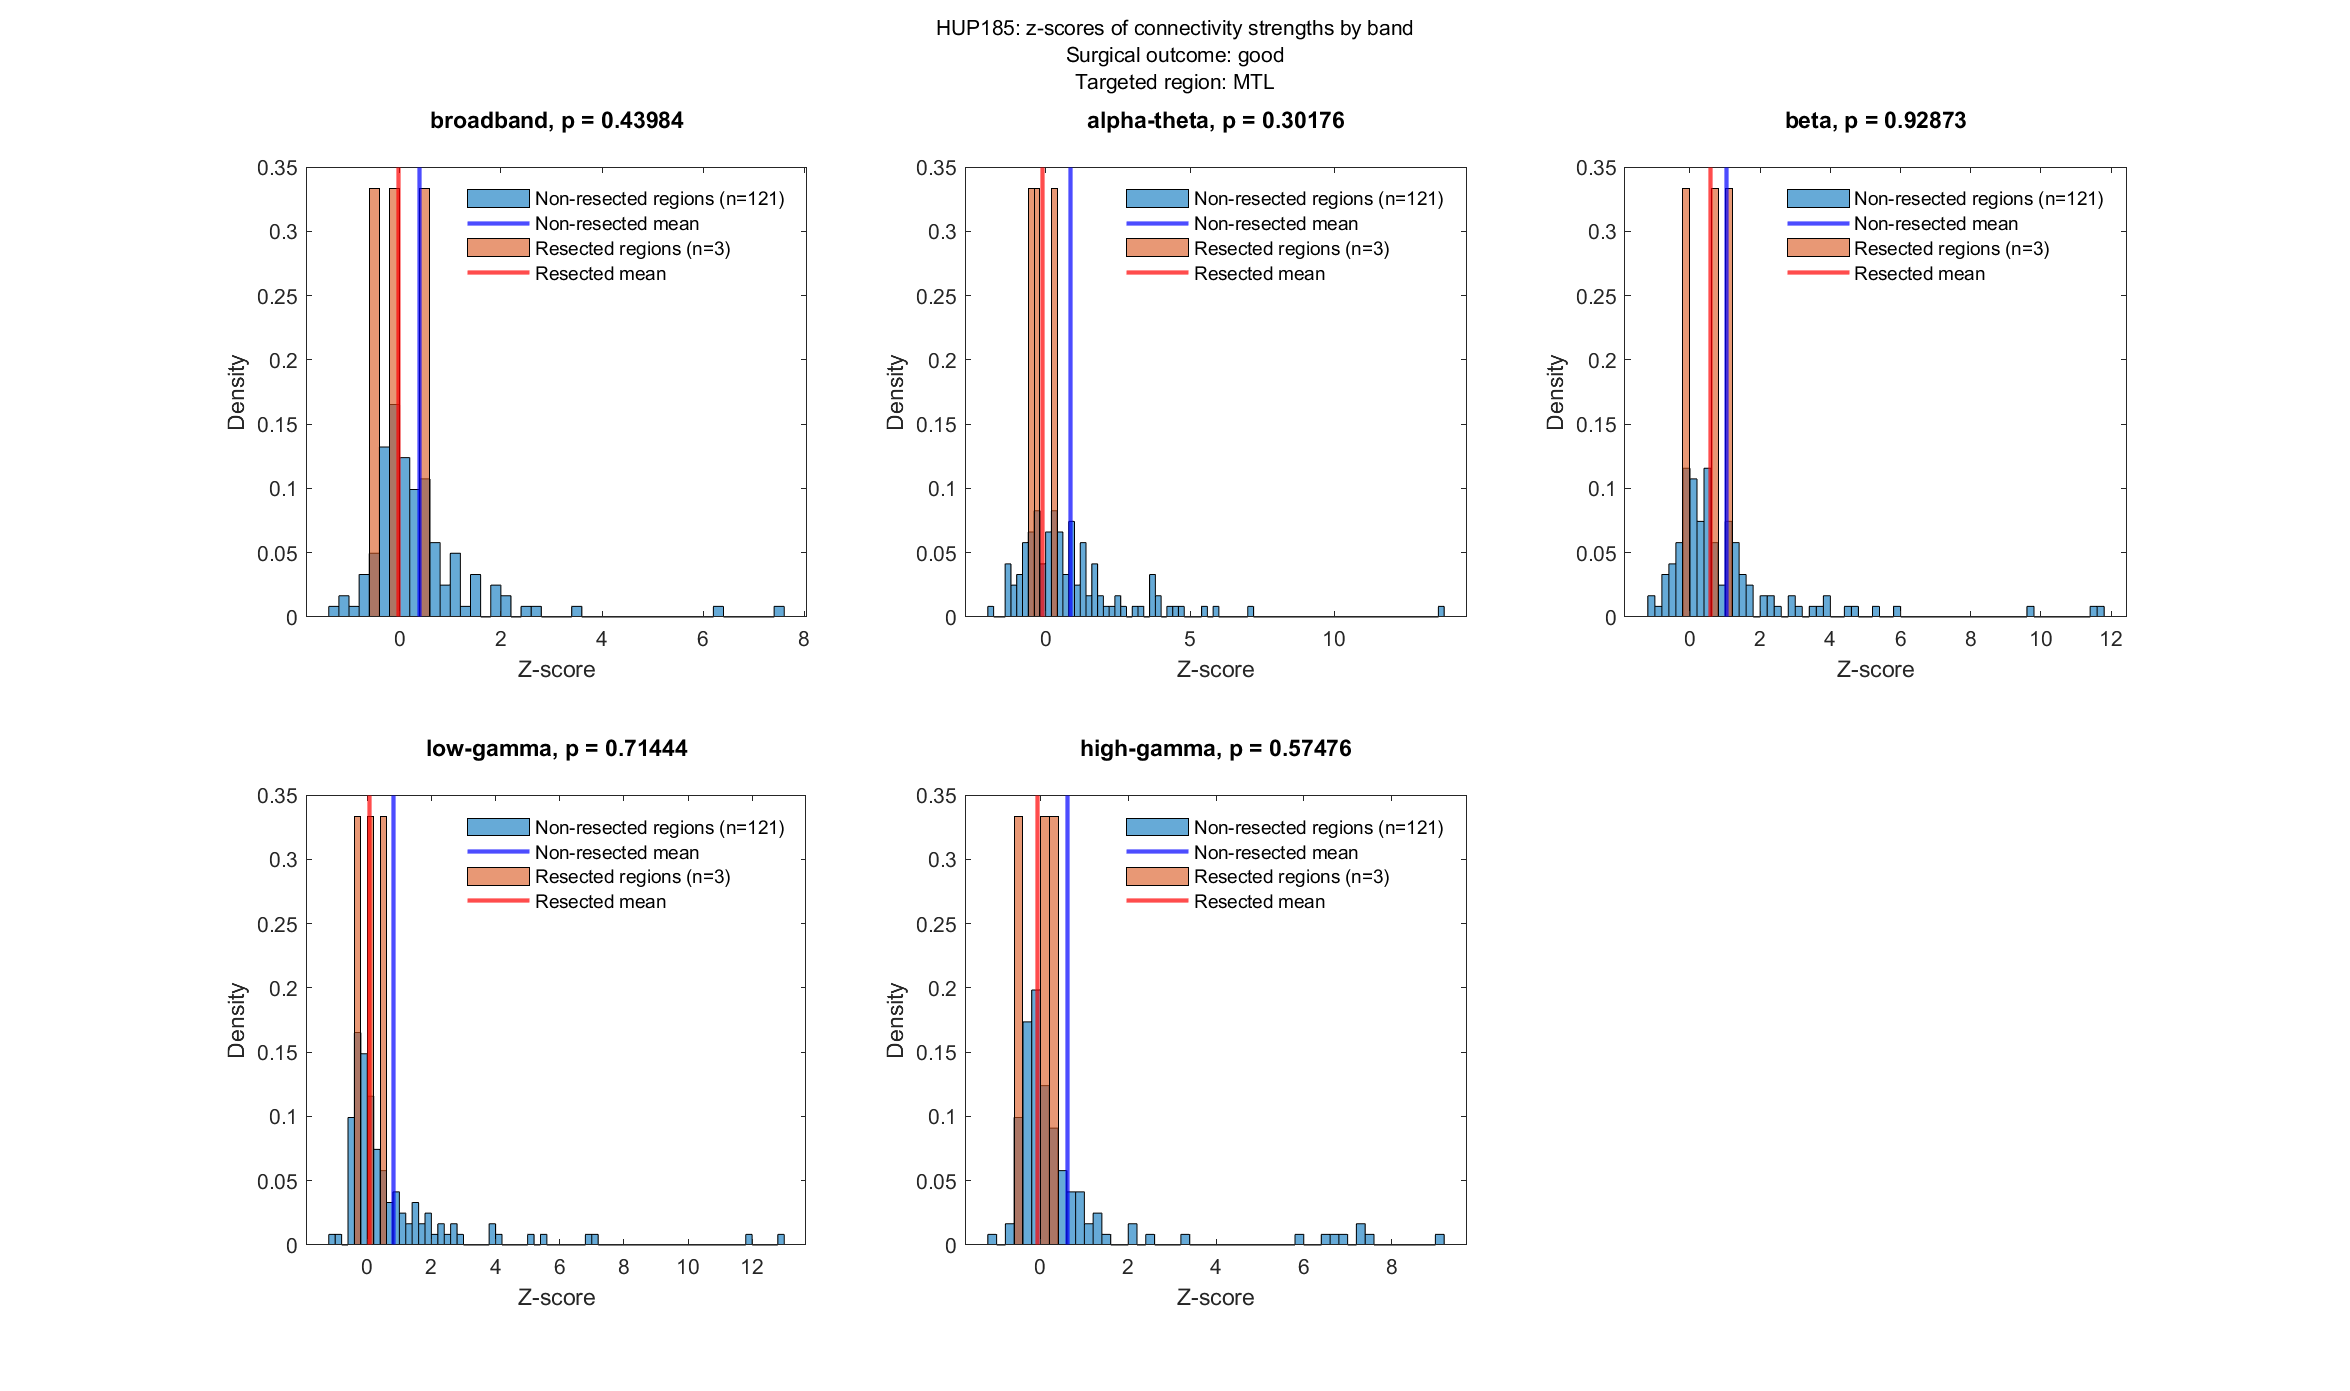 HUP185: z-scores of connectivity strengths by band
Surgical outcome: good
Targeted region: MTL
broadband, p = 0.43984
0.35
0.3
0.25
0.2
0.15
0.1
0.05
0
Density
0 2 4 6 8
Z-score
Non-resected regions (n=121)
Non-resected mean
Resected regions (n=3)
Resected mean
alpha-theta, p = 0.30176
0.35
0.3
0.25
0.2
0.15
0.1
0.05
0
Density
0 5 10
Z-score
Non-resected regions (n=121)
Non-resected mean
Resected regions (n=3)
Resected mean
beta, p = 0.92873
0.35
0.3
0.25
0.2
0.15
0.1
0.05
0
Density
0 2 4 6 8 10 12
Z-score
Non-resected regions (n=121)
Non-resected mean
Resected regions (n=3)
Resected mean
low-gamma, p = 0.71444
0.35
0.3
0.25
0.2
0.15
0.1
0.05
0
Density
0 2 4 6 8 10 12
Z-score
Non-resected regions (n=121)
Non-resected mean
Resected regions (n=3)
Resected mean
high-gamma, p = 0.57476
0.35
0.3
0.25
0.2
0.15
0.1
0.05
0
Density
0 2 4 6 8
Z-score
Non-resected regions (n=121)
Non-resected mean
Resected regions (n=3)
Resected mean